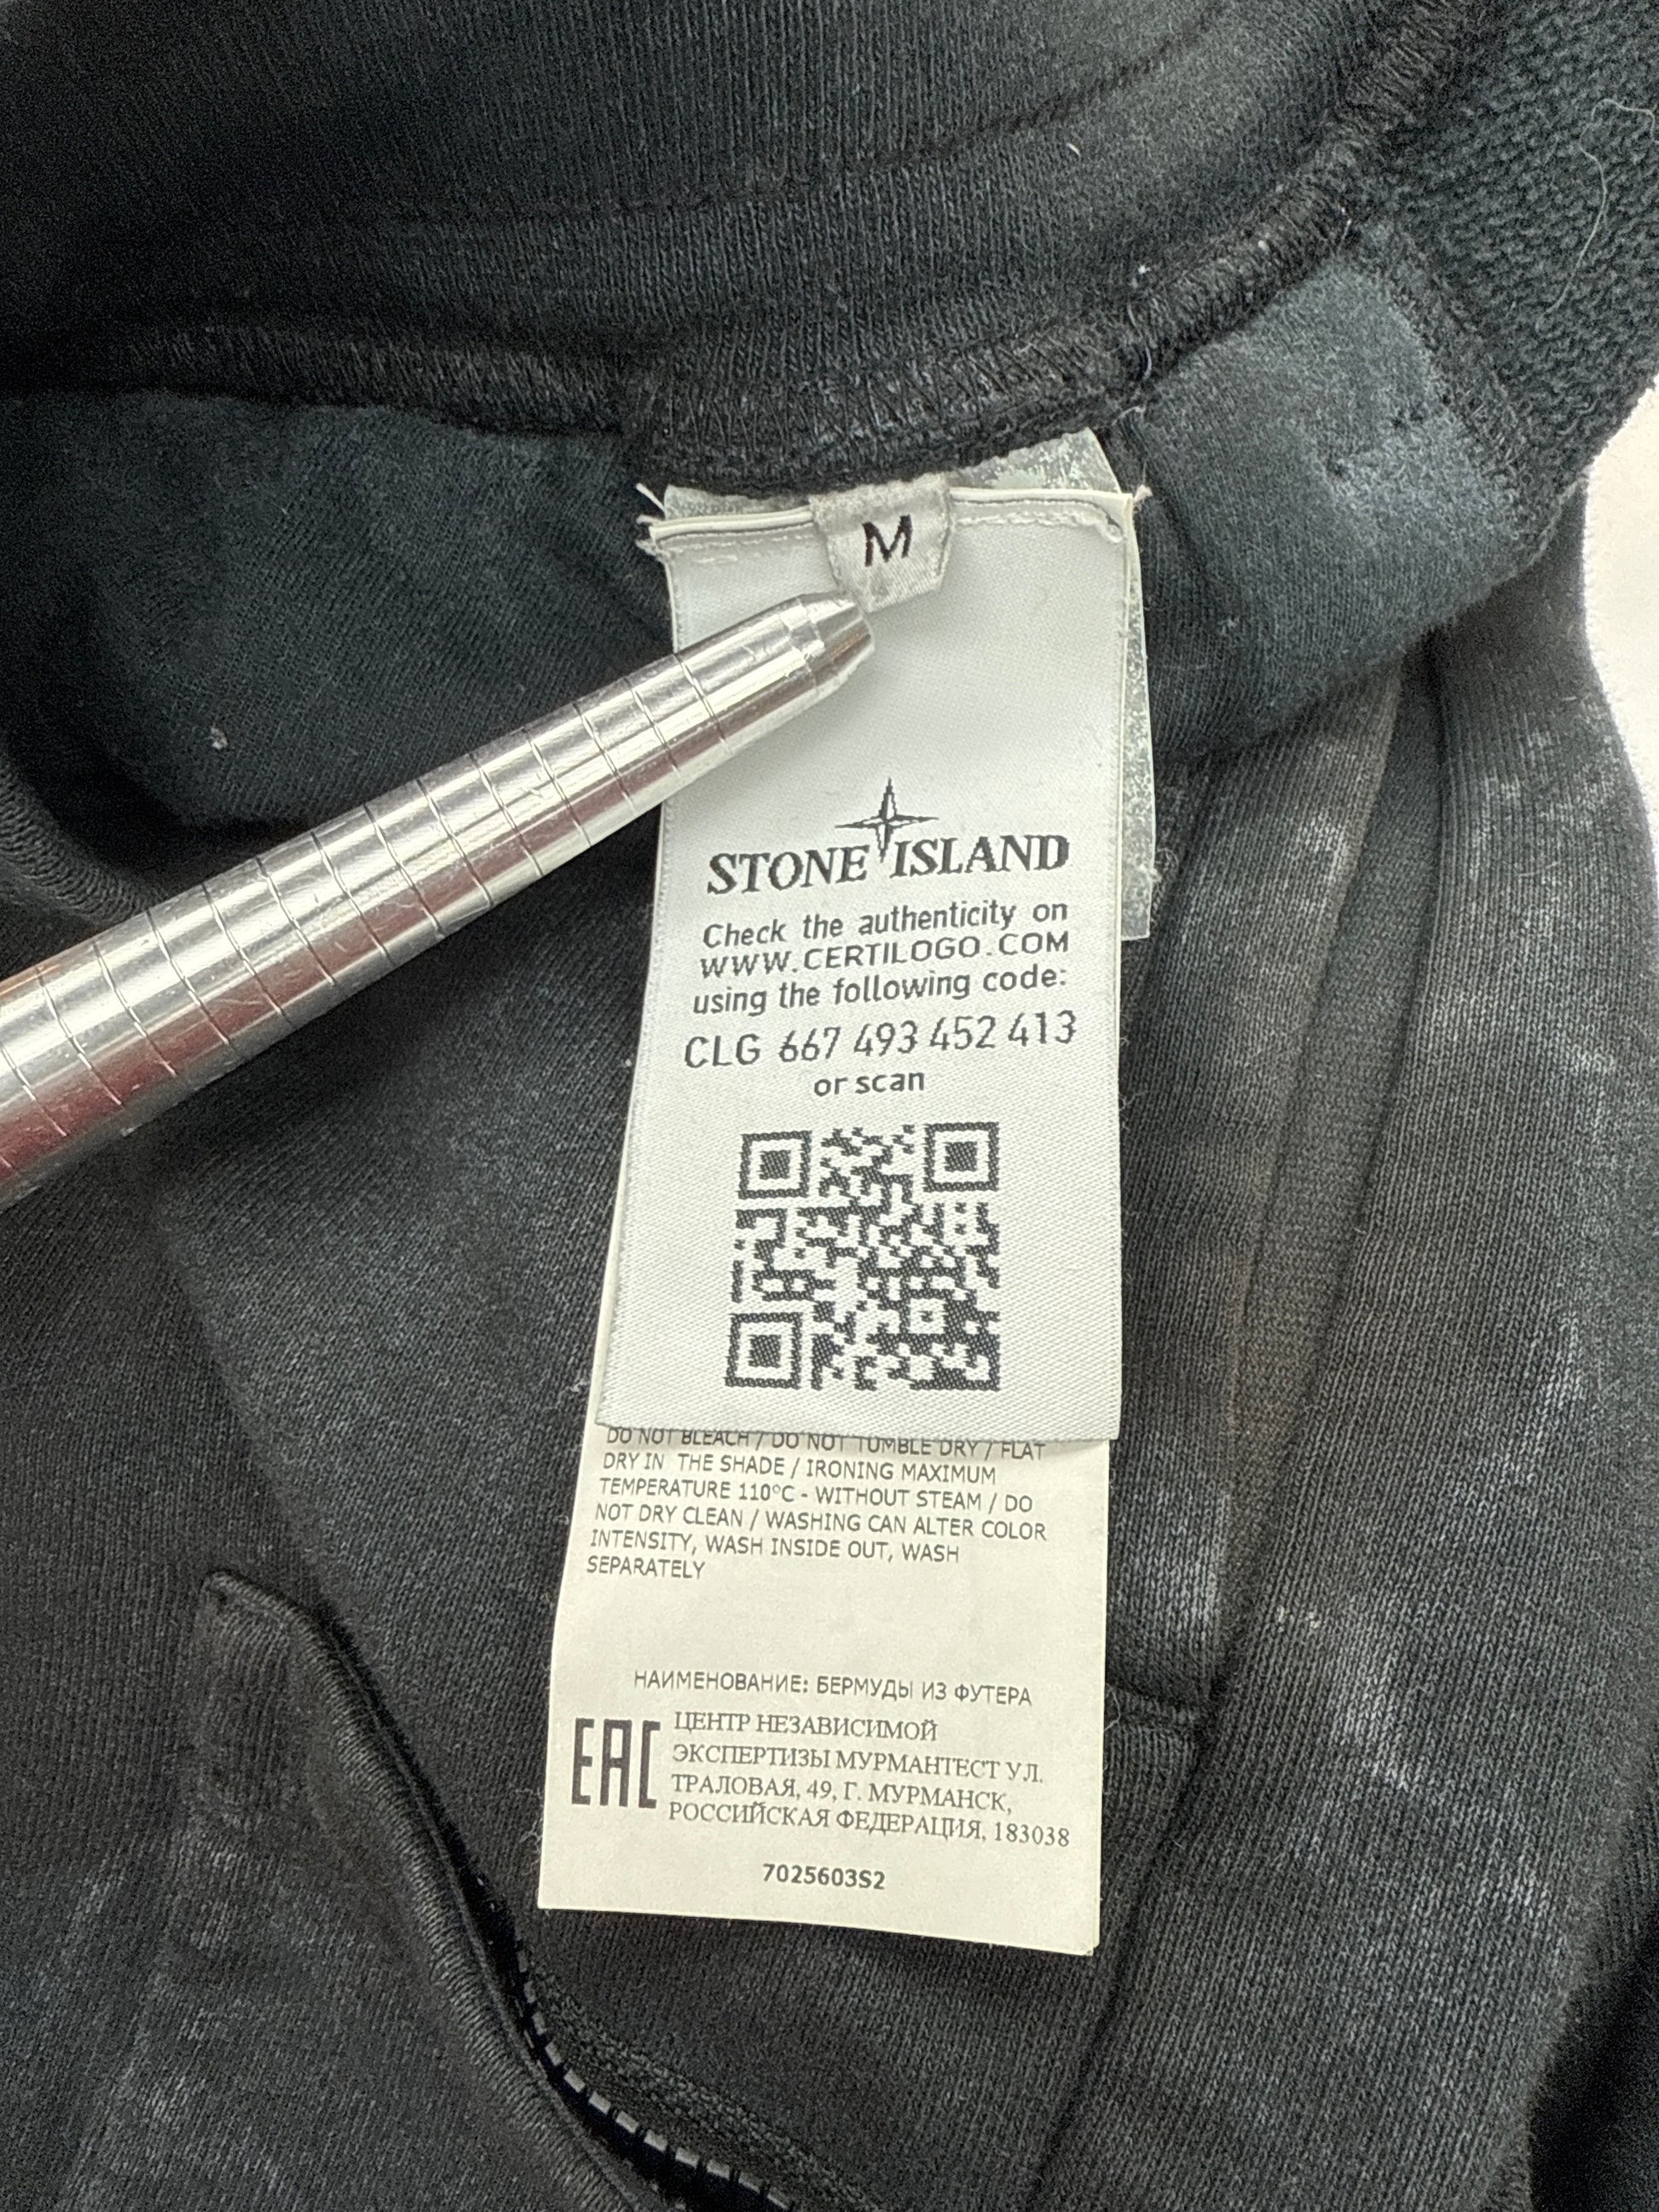 M
STONE ISLAND
Check the authenticity on
WWW.CERTILOGO.COM
using the following code:
CLG 667 493 452 413
or scan
DO NOT BLEACH / DO NOT TUMBLE DRY / FLAT
DRY IN THE SHADE / IRONING MAXIMUM
TEMPERATURE 110°C - WITHOUT STEAM / DO
NOT DRY CLEAN / WASHING CAN ALTER COLOR
INTENSITY, WASH INSIDE OUT, WASH
SEPARATELY
НАИМЕНОВАНИЕ: БЕРМУДЫ ИЗ ФУТЕРА
EAC
ЦЕНТР НЕЗАВИСИМОЙ
ЭКСПЕРТИЗЫ МУРМАНТЕСТ УЛ.
ТРАЛОВАЯ, 49, Г. МУРМАНСК,
РОССИЙСКАЯ ФЕДЕРАЦИЯ, 183038
7025603S2